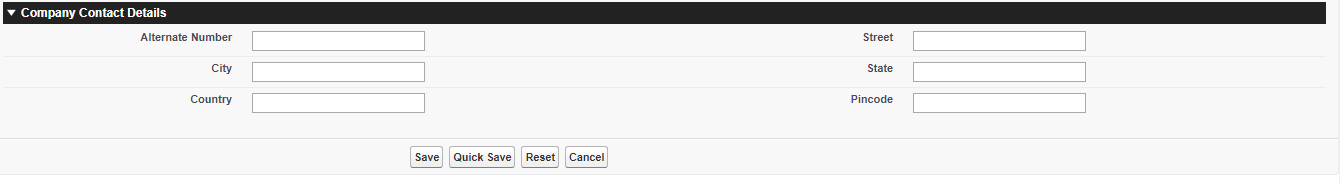 Company Contact Details
Alternate Number Street
City State
Country Pincode
Save Quick Save Reset Cancel